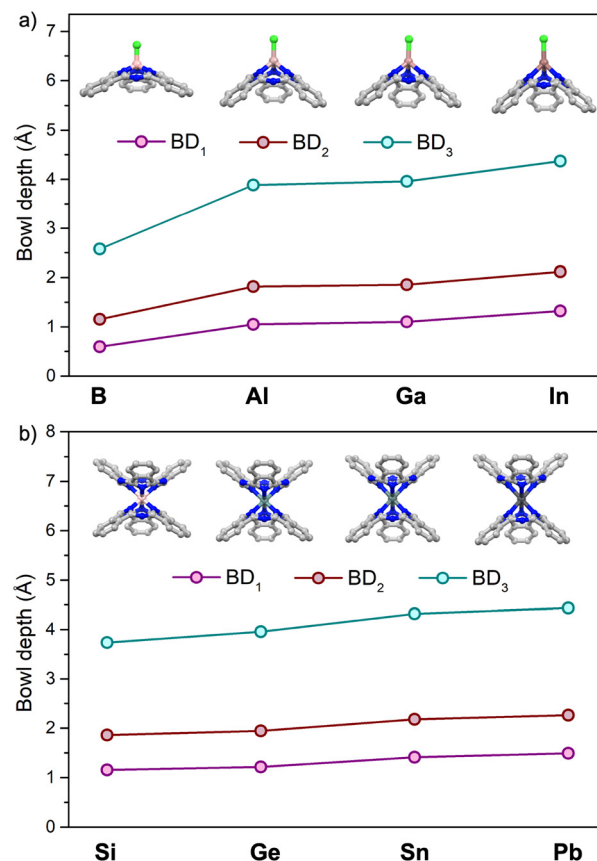 a)
7
6
5
4
3
2
1
0
Bowl depth (Å)
BD₁ BD₂ BD₃
B Al Ga In
b)
8
7
6
5
4
3
2
1
0
Bowl depth (Å)
BD₁ BD₂ BD₃
Si Ge Sn Pb